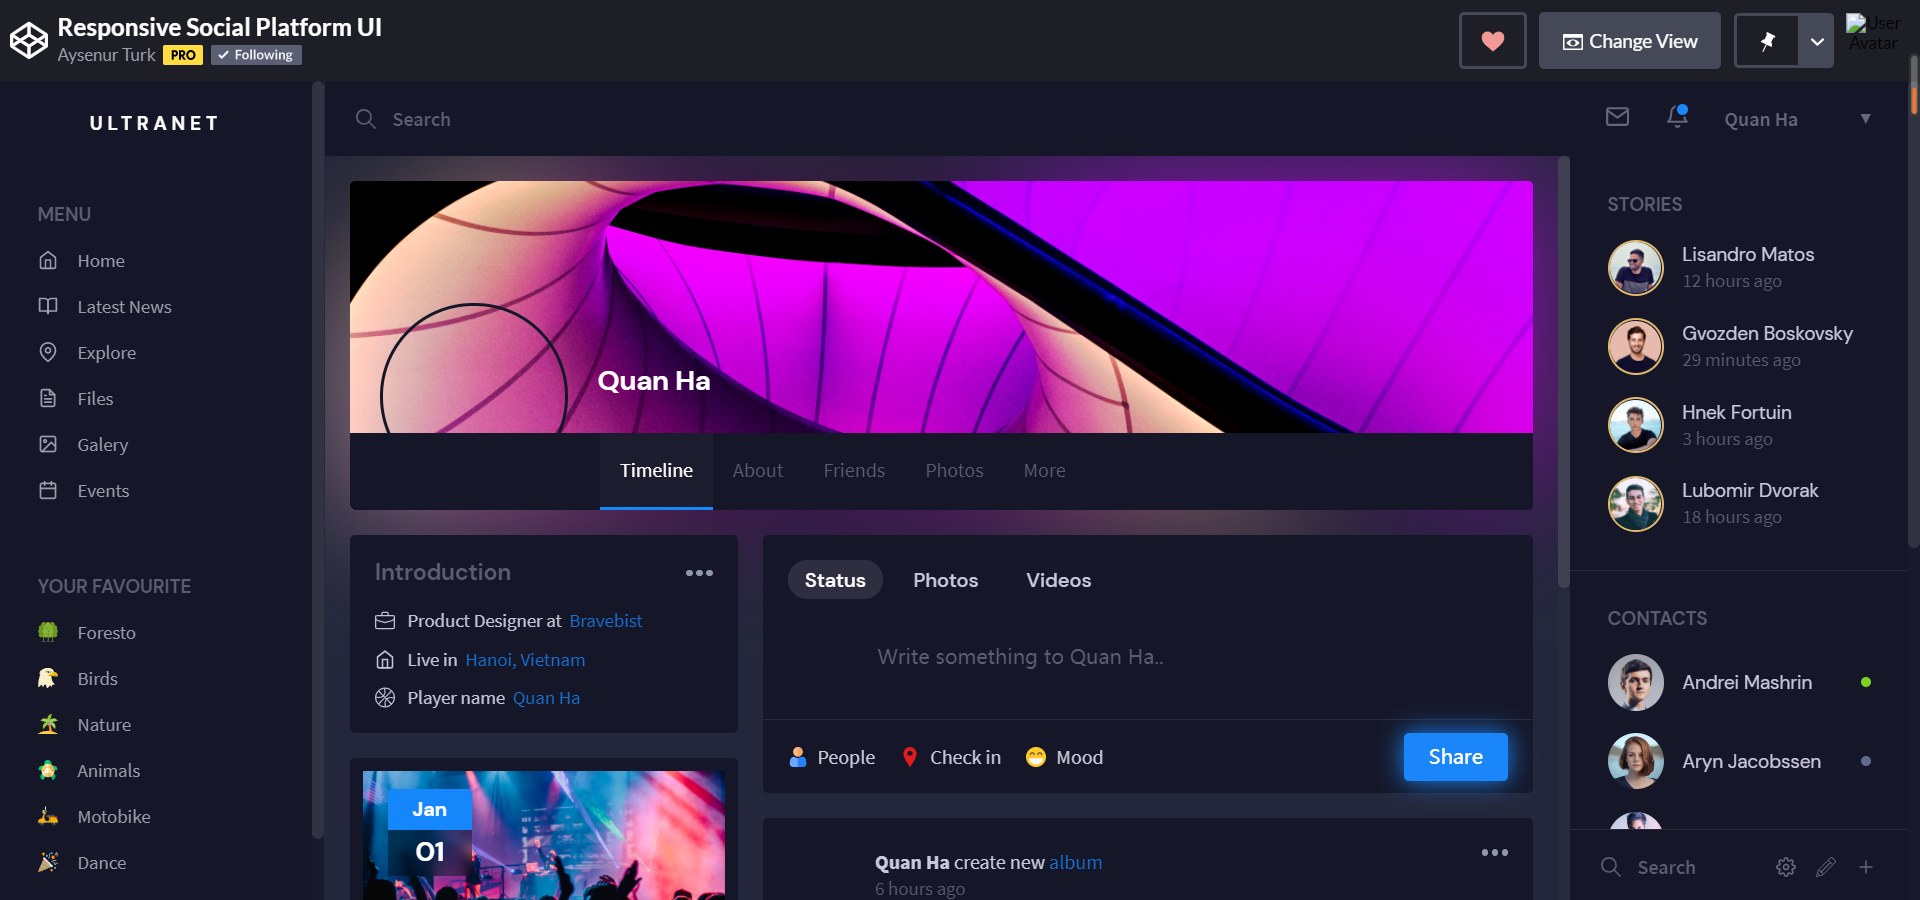 Responsive Social Platform UI
Aysenur Turk PRO Following
Change View
User Avatar
ULTRANET
Search
Quan Ha
MENU
Home
Latest News
Explore
Files
Galery
Events
YOUR FAVOURITE
Foresto
Birds
Nature
Animals
Motobike
Dance
Quan Ha
Timeline About Friends Photos More
Introduction
Product Designer at Bravebist
Live in Hanoi, Vietnam
Player name Quan Ha
Jan
01
Status Photos Videos
Write something to Quan Ha..
People Check in Mood Share
Quan Ha create new album
6 hours ago
STORIES
Lisandro Matos
12 hours ago
Gvozden Boskovsky
29 minutes ago
Hnek Fortuin
3 hours ago
Lubomir Dvorak
18 hours ago
CONTACTS
Andrei Mashrin
Aryn Jacobssen
Search